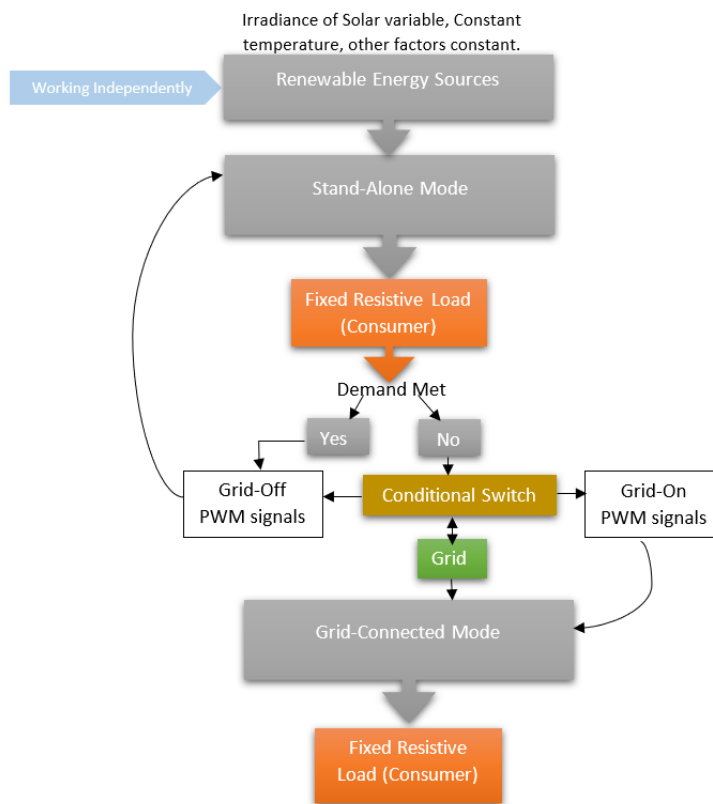 Irradiance of Solar variable, Constant
temperature, other factors constant.
Working Independently
Renewable Energy Sources
Stand-Alone Mode
Fixed Resistive Load
(Consumer)
Demand Met
Yes
No
Grid-Off
PWM signals
Conditional Switch
Grid-On
PWM signals
Grid
Grid-Connected Mode
Fixed Resistive
Load (Consumer)